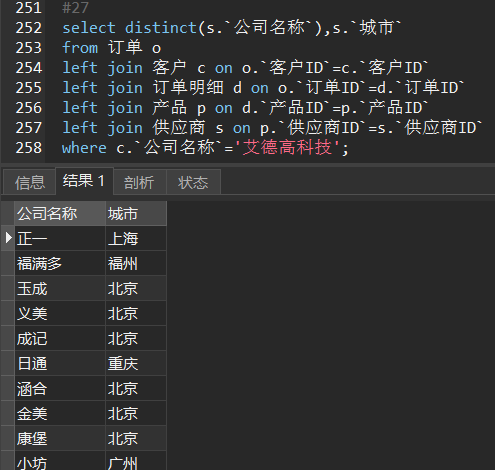 251 #27
252 select distinct(s.`公司名称`),s.`城市`
253 from 订单 o
254 left join 客户 c on o.`客户ID`=c.`客户ID`
255 left join 订单明细 d on o.`订单ID`=d.`订单ID`
256 left join 产品 p on d.`产品ID`=p.`产品ID`
257 left join 供应商 s on p.`供应商ID`=s.`供应商ID`
258 where c.`公司名称`='艾德高科技';
信息 结果 1 剖析 状态
公司名称 城市
正一 上海
福满多 福州
玉成 北京
义美 北京
成记 北京
日通 重庆
涵合 北京
金美 北京
康堡 北京
小坊 广州